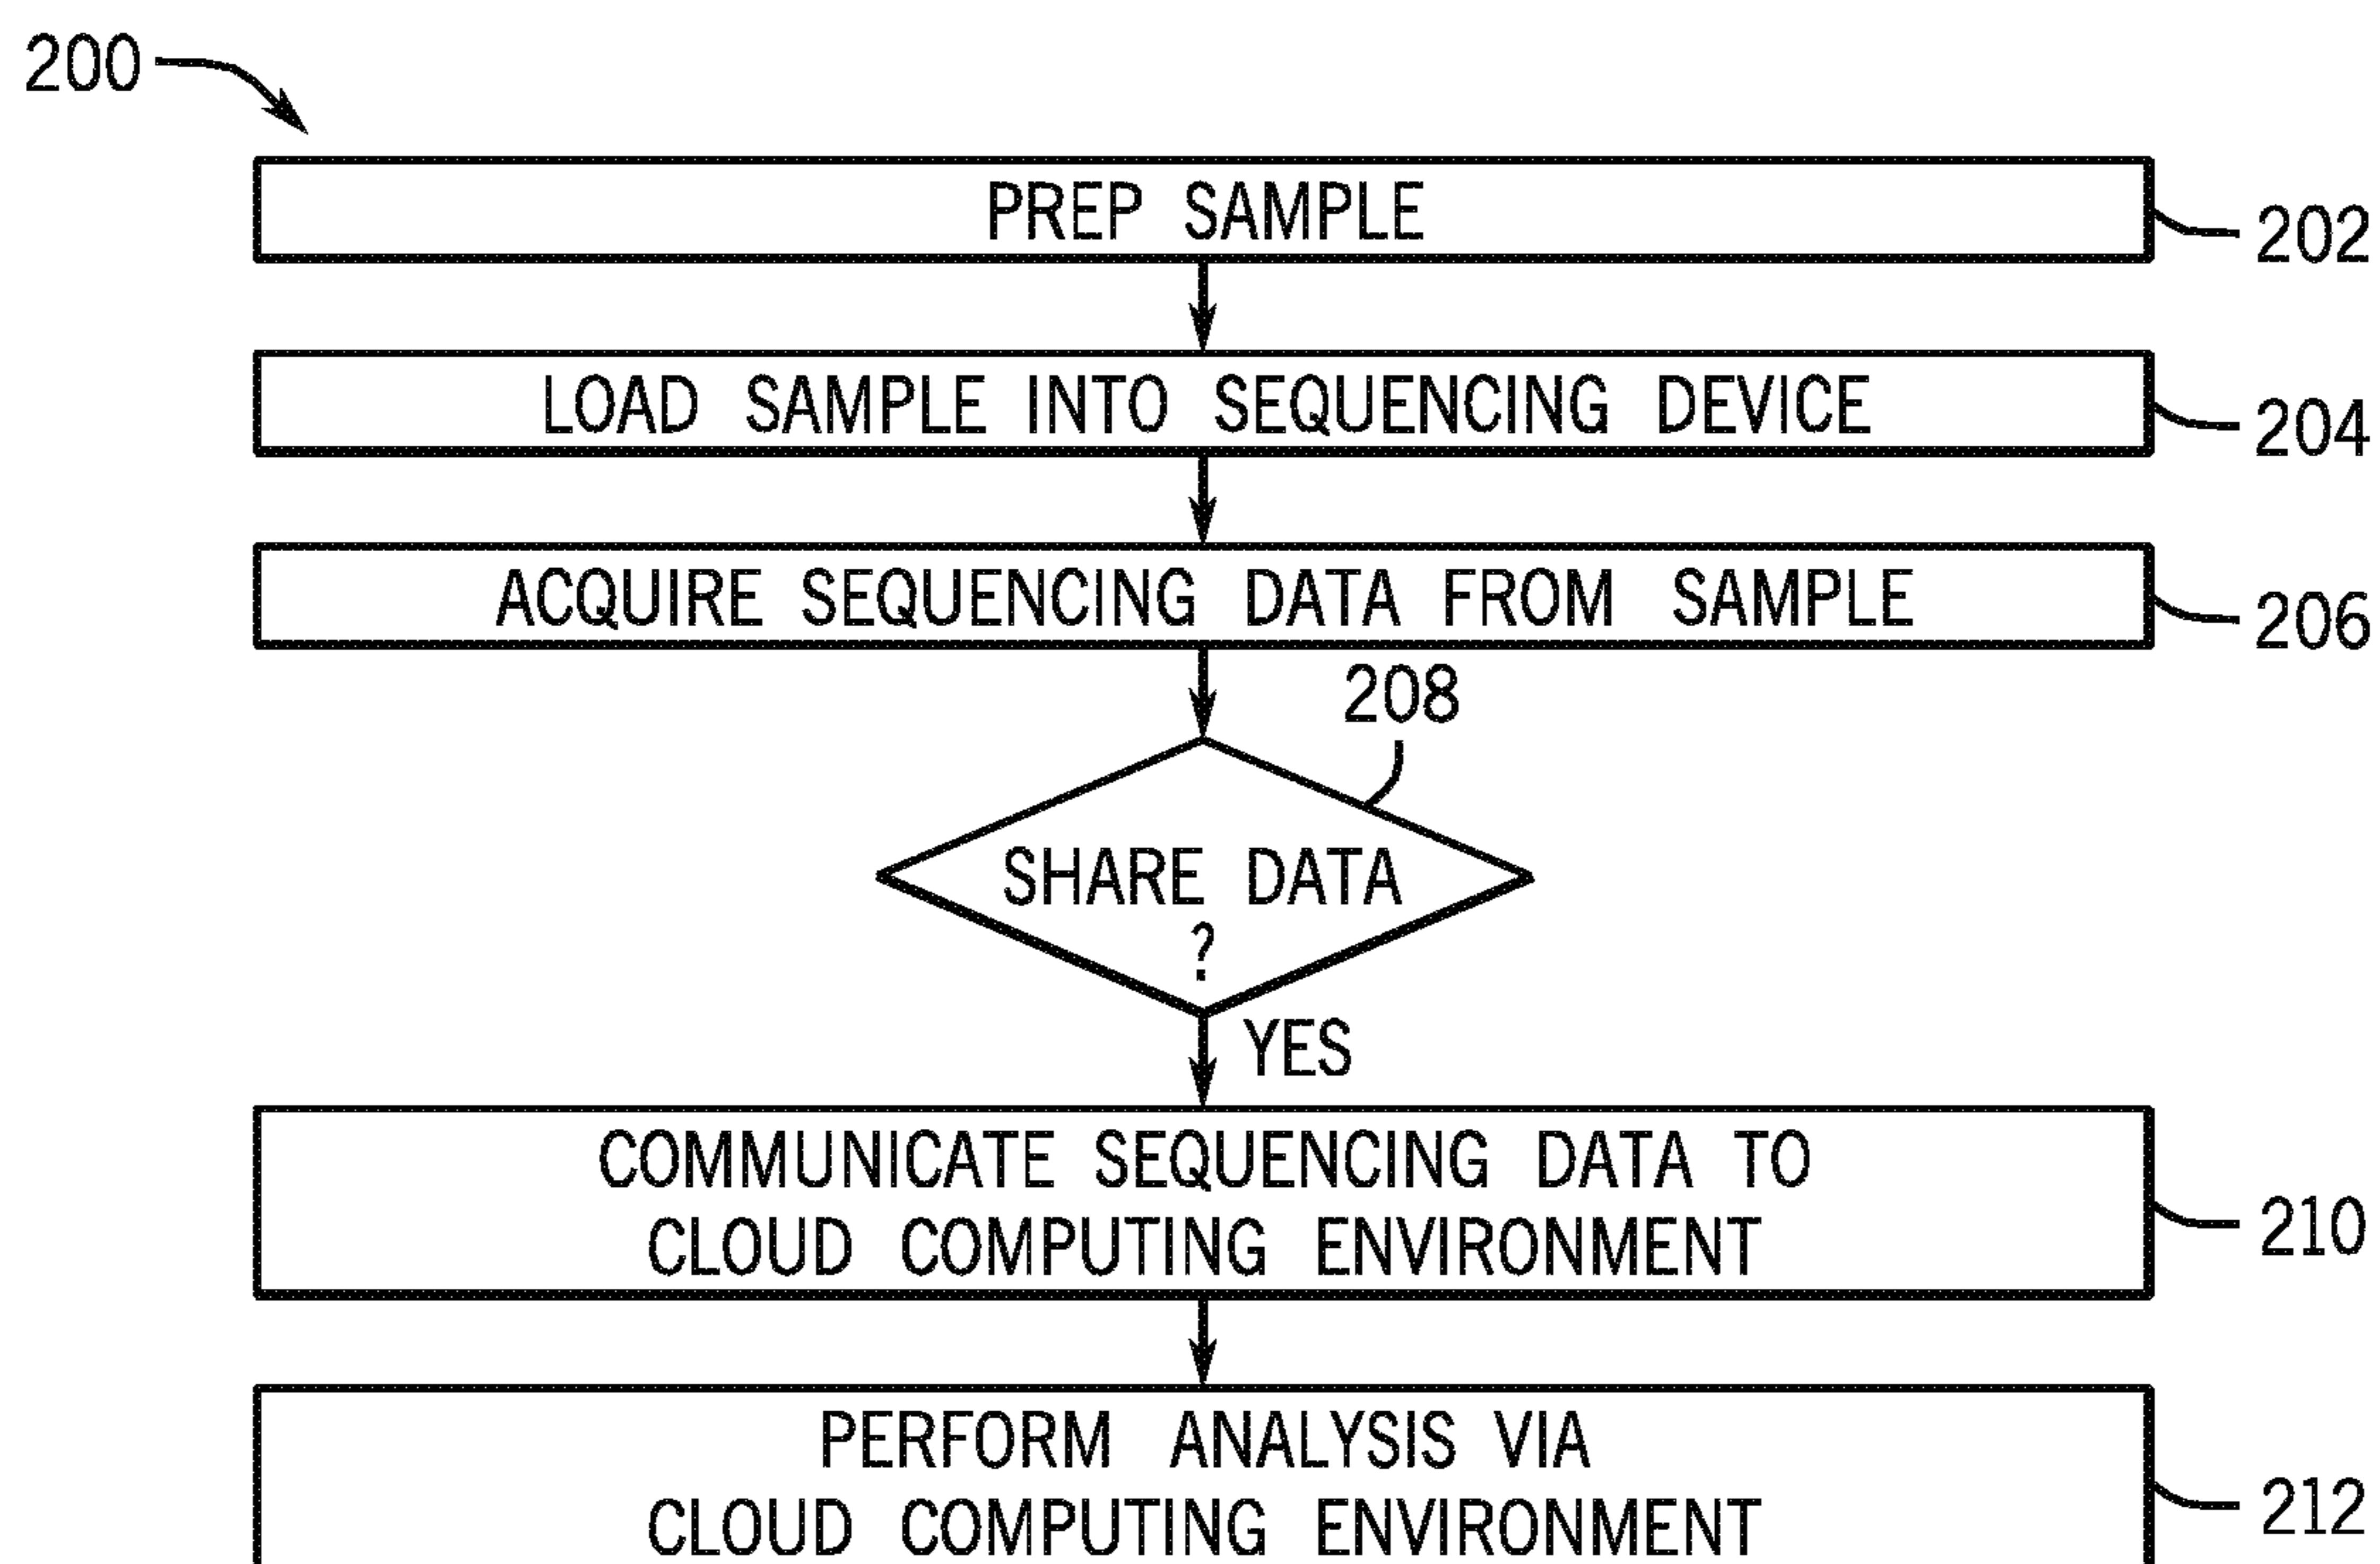 200
PREP SAMPLE
202
LOAD SAMPLE INTO SEQUENCING DEVICE
204
ACQUIRE SEQUENCING DATA FROM SAMPLE
206
208
SHARE DATA
?
YES
COMMUNICATE SEQUENCING DATA TO
CLOUD COMPUTING ENVIRONMENT
210
PERFORM ANALYSIS VIA
CLOUD COMPUTING ENVIRONMENT
212